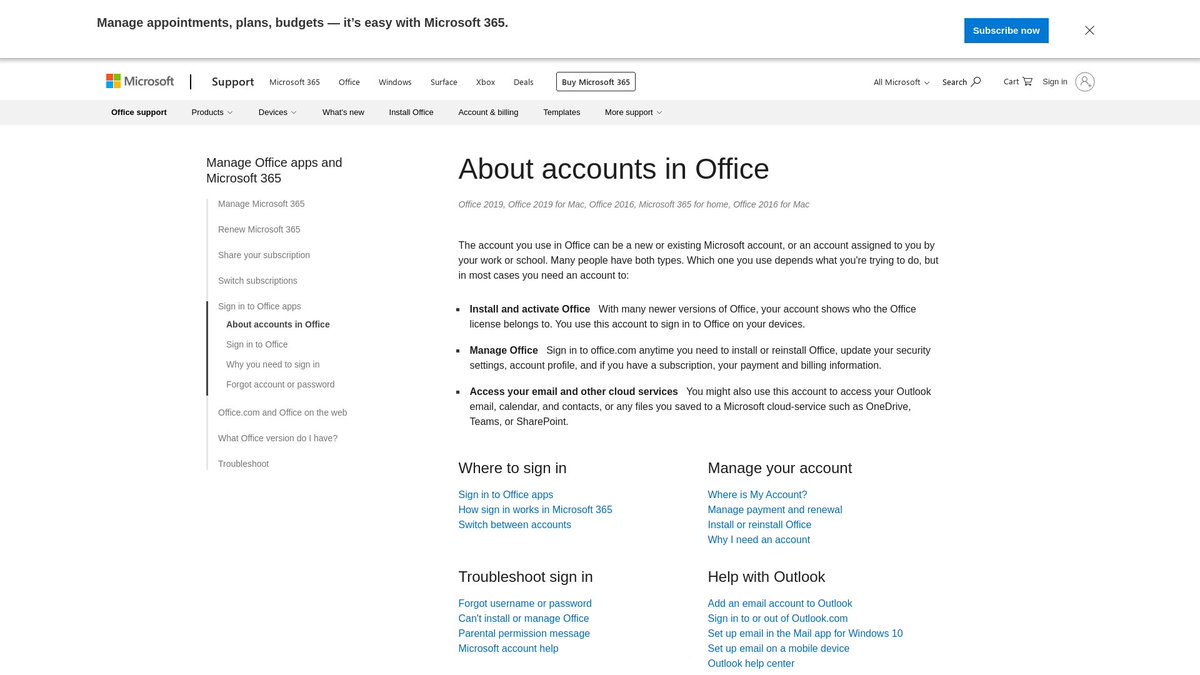 Manage appointments, plans, budgets — it’s easy with Microsoft 365.
Subscribe now
Microsoft
Support
Microsoft 365
Office
Windows
Surface
Xbox
Deals
Buy Microsoft 365
All Microsoft
Search
Cart
Sign in
Office support
Products
Devices
What's new
Install Office
Account & billing
Templates
More support
Manage Office apps and
Microsoft 365
Manage Microsoft 365
Renew Microsoft 365
Share your subscription
Switch subscriptions
Sign in to Office apps
About accounts in Office
Sign in to Office
Why you need to sign in
Forgot account or password
Office.com and Office on the web
What Office version do I have?
Troubleshoot
About accounts in Office
Office 2019, Office 2019 for Mac, Office 2016, Microsoft 365 for home, Office 2016 for Mac
The account you use in Office can be a new or existing Microsoft account, or an account assigned to you by
your work or school. Many people have both types. Which one you use depends what you're trying to do, but
in most cases you need an account to:
Install and activate Office   With many newer versions of Office, your account shows who the Office
license belongs to. You use this account to sign in to Office on your devices.
Manage Office   Sign in to office.com anytime you need to install or reinstall Office, update your security
settings, account profile, and if you have a subscription, your payment and billing information.
Access your email and other cloud services   You might also use this account to access your Outlook
email, calendar, and contacts, or any files you saved to a Microsoft cloud-service such as OneDrive,
Teams, or SharePoint.
Where to sign in
Sign in to Office apps
How sign in works in Microsoft 365
Switch between accounts
Manage your account
Where is My Account?
Manage payment and renewal
Install or reinstall Office
Why I need an account
Troubleshoot sign in
Forgot username or password
Can't install or manage Office
Parental permission message
Microsoft account help
Help with Outlook
Add an email account to Outlook
Sign in to or out of Outlook.com
Set up email in the Mail app for Windows 10
Set up email on a mobile device
Outlook help center